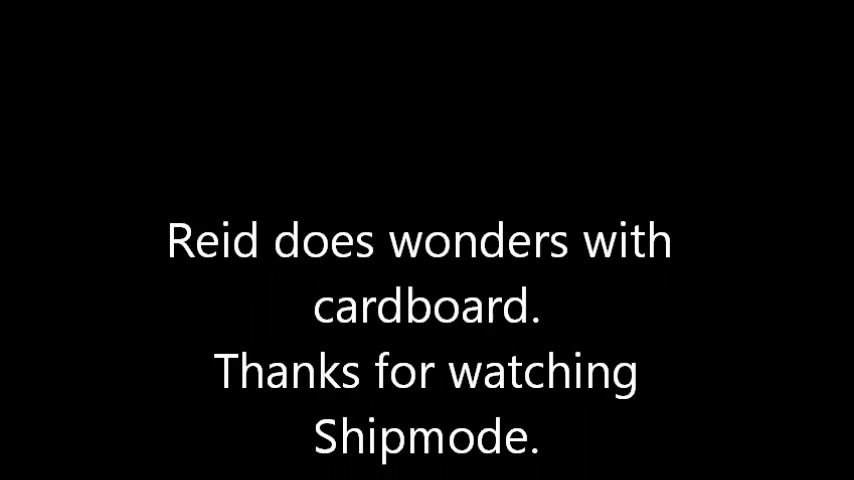 Reid does wonders with
cardboard.
Thanks for watching
Shipmode.